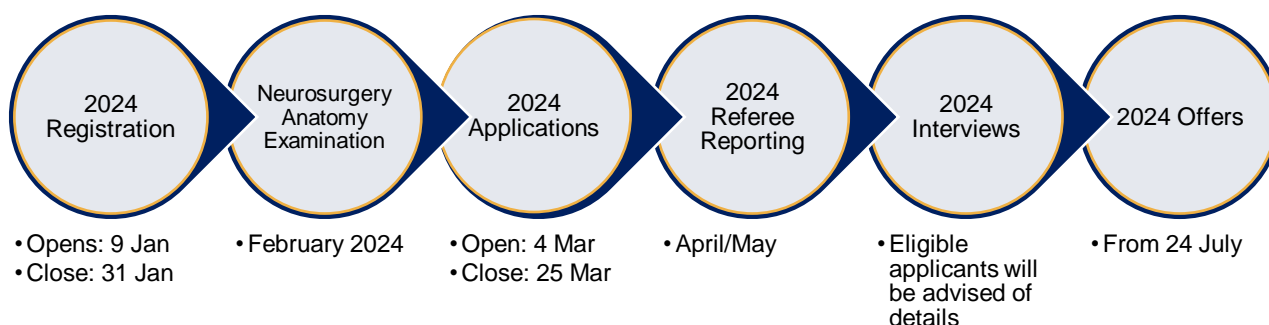 2024
Registration
• Opens: 9 Jan
• Close: 31 Jan
Neurosurgery
Anatomy
Examination
• February 2024
2024
Applications
• Open: 4 Mar
• Close: 25 Mar
2024
Referee
Reporting
• April/May
2024
Interviews
• Eligible
applicants will
be advised of
details
2024 Offers
• From 24 July